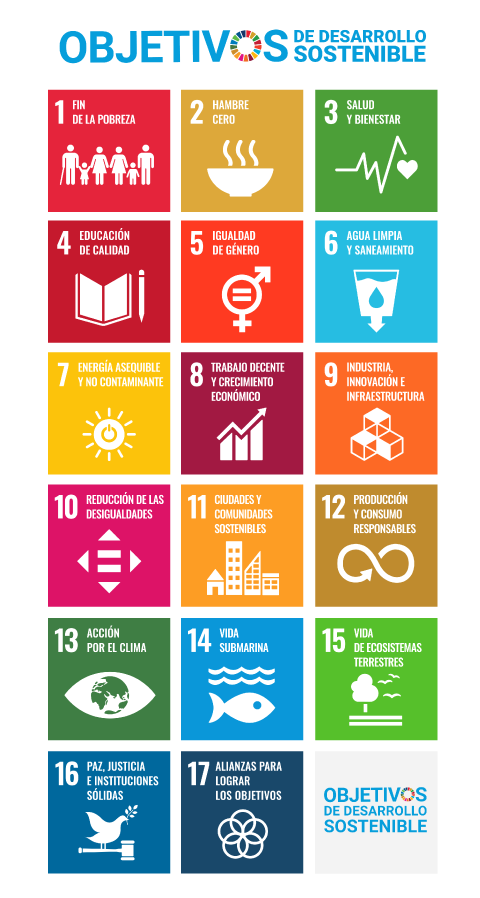 OBJETIVOS DE DESARROLLO
SOSTENIBLE
1 FIN
DE LA POBREZA
2 HAMBRE
CERO
3 SALUD
Y BIENESTAR
4 EDUCACIÓN
DE CALIDAD
5 IGUALDAD
DE GÉNERO
6 AGUA LIMPIA
Y SANEAMIENTO
7 ENERGÍA ASEQUIBLE
Y NO CONTAMINANTE
8 TRABAJO DECENTE
Y CRECIMIENTO
ECONÓMICO
9 INDUSTRIA,
INNOVACIÓN E
INFRAESTRUCTURA
10 REDUCCIÓN DE LAS
DESIGUALDADES
11 CIUDADES Y
COMUNIDADES
SOSTENIBLES
12 PRODUCCIÓN
Y CONSUMO
RESPONSABLES
13 ACCIÓN
POR EL CLIMA
14 VIDA
SUBMARINA
15 VIDA
DE ECOSISTEMAS
TERRESTRES
16 PAZ, JUSTICIA
E INSTITUCIONES
SÓLIDAS
17 ALIANZAS PARA
LOGRAR
LOS OBJETIVOS
OBJETIVOS
DE DESARROLLO
SOSTENIBLE